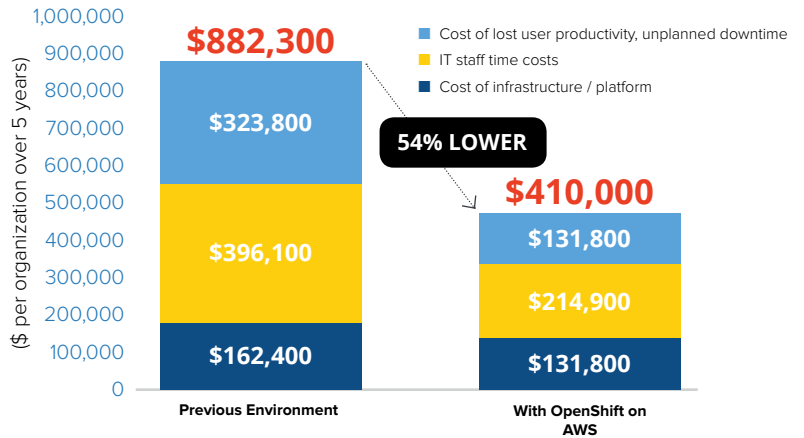 1,000,000
900,000
800,000
700,000
600,000
500,000
400,000
300,000
200,000
100,000
0
($ per organization over 5 years)
$882,300
$323,800
$396,100
$162,400
Previous Environment
Cost of lost user productivity, unplanned downtime
IT staff time costs
Cost of infrastructure / platform
54% LOWER
$410,000
$131,800
$214,900
$131,800
With OpenShift on
AWS